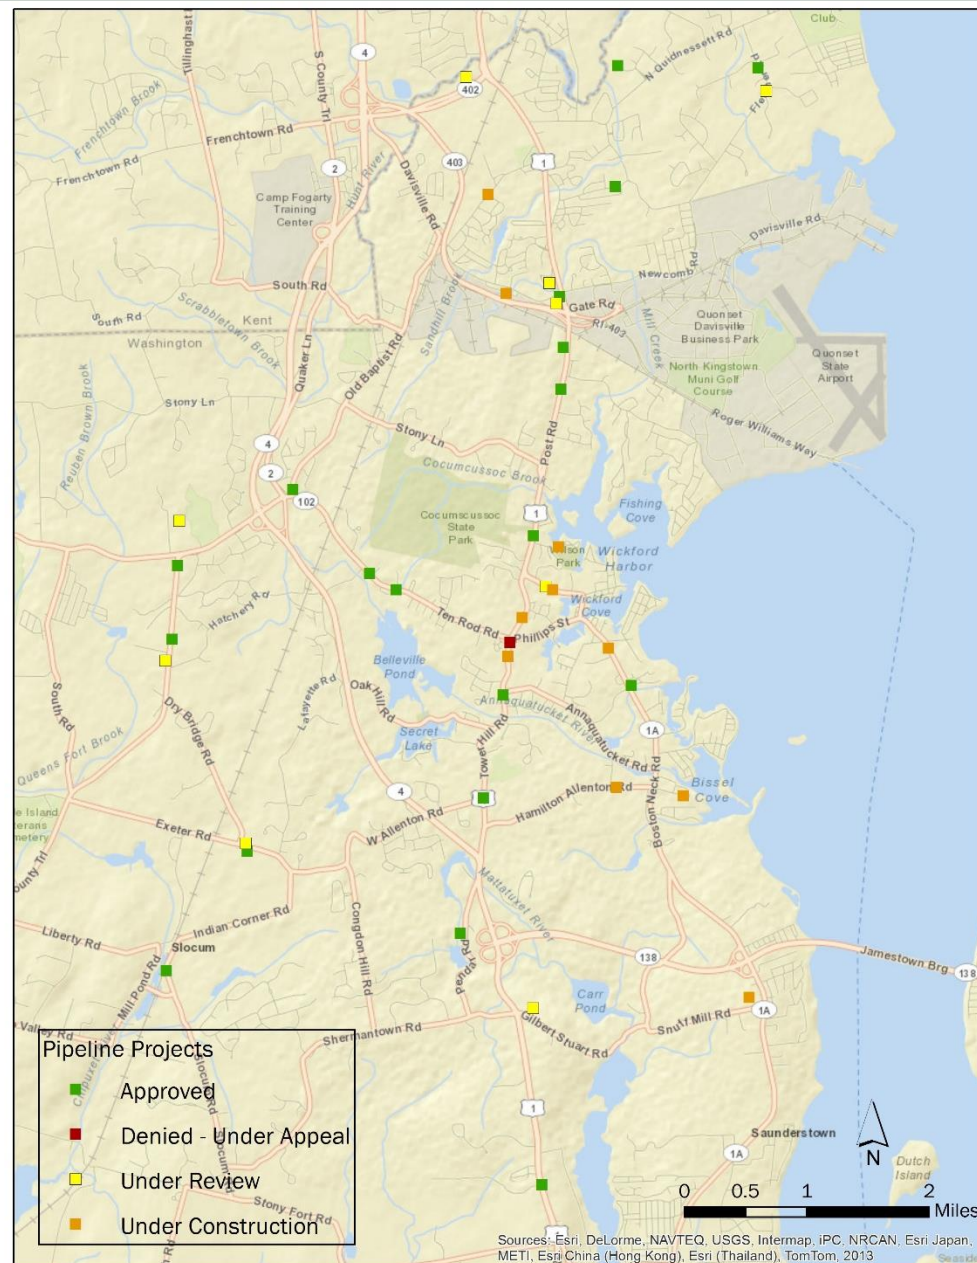 Club
Tillinghast
S County Trl
4
N Quidnessett Rd
402
Frenchtown Brook
Frenchtown Rd
Frenchtown Rd
2
Hunt River
403
Davisville Rd
1
Camp Fogarty
Training
Center
Davisville Rd
South Rd
Newcomb Rd
Gate Rd
RI-403
Mill Creek
Sandhill Brook
Scrabbletown Brook
South Rd
Kent
Washington
Quonset
Davisville
Business Park
Quonset
State
Airport
North Kingstown
Muni Golf
Course
Quaker Ln
Old Baptist Rd
Reuben Brown Brook
Stony Ln
Stony Ln
Post Rd
Roger Williams Way
4
2
102
Cocumcussoc Brook
1
Fishing
Cove
Cocumscussoc
State
Park
Wickford
Harbor
Park
Hatchery Rd
Wickford
Cove
Ten Rod Rd
Phillips St
Belleville
Pond
South Rd
Lafayette Rd
Oak Hill Rd
Annaquatucket River
Annaquatucket Rd
Dry Bridge Rd
Secret
Lake
Tower Hill Rd
1A
Queens Fort Brook
4
Hamilton Allenton Rd
Boston Neck Rd
Bissel
Cove
Exeter Rd
W Allenton Rd
Mattatuxet River
Liberty Rd
Indian Corner Rd
Slocum
Congdon Hill Rd
138
Jamestown Brg
138
Mill Pond Rd
Carr
Pond
1A
Gilbert Stuart Rd
Snuff Mill Rd
Valley Rd
Shermantown Rd
Pipeline Projects
Approved
Denied - Under Appeal
Under Review
Under Construction
Slocum Rd
Stony Fort Rd
1
1A
Saunderstown
N
Dutch
Island
0 0.5 1 2
Miles
Sources: Esri, DeLorme, NAVTEQ, USGS, Intermap, iPC, NRCAN, Esri Japan,
METI, Esri China (Hong Kong), Esri (Thailand), TomTom, 2013